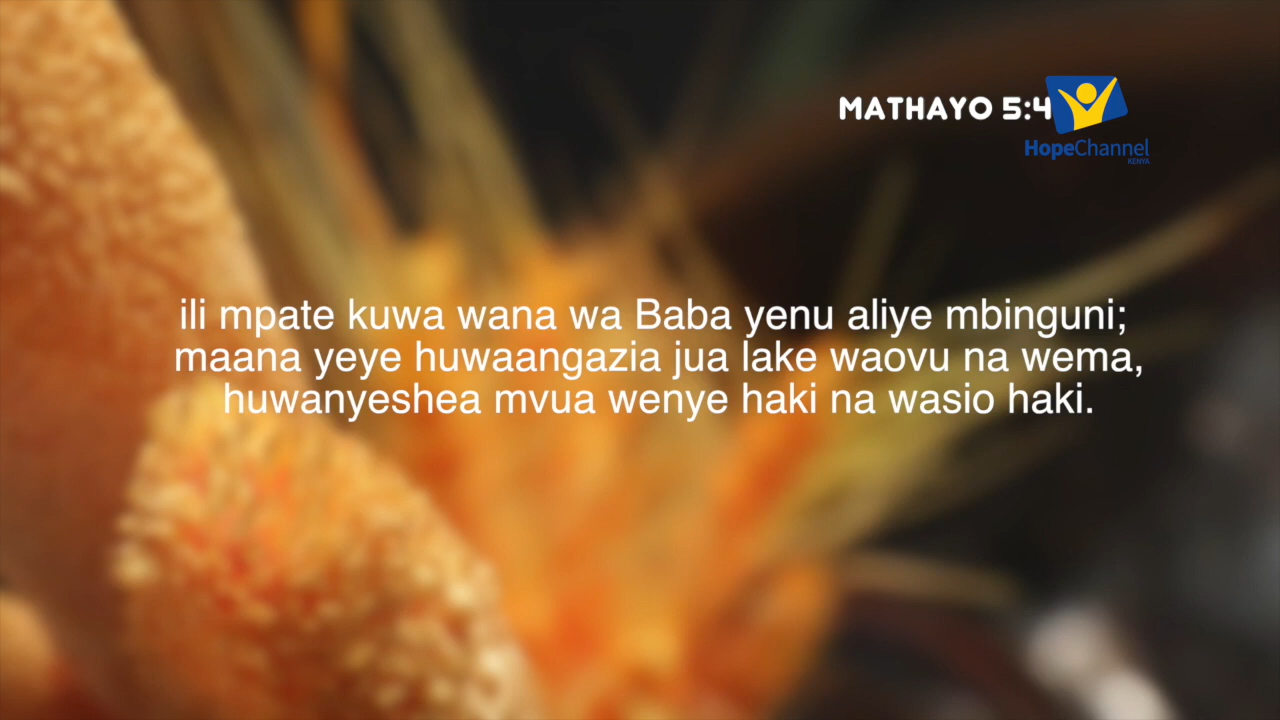 MATHAYO 5:4
HopeChannel
KENYA
ili mpate kuwa wana wa Baba yenu aliye mbinguni;
maana yeye huwaangazia jua lake waovu na wema,
huwanyeshea mvua wenye haki na wasio haki.